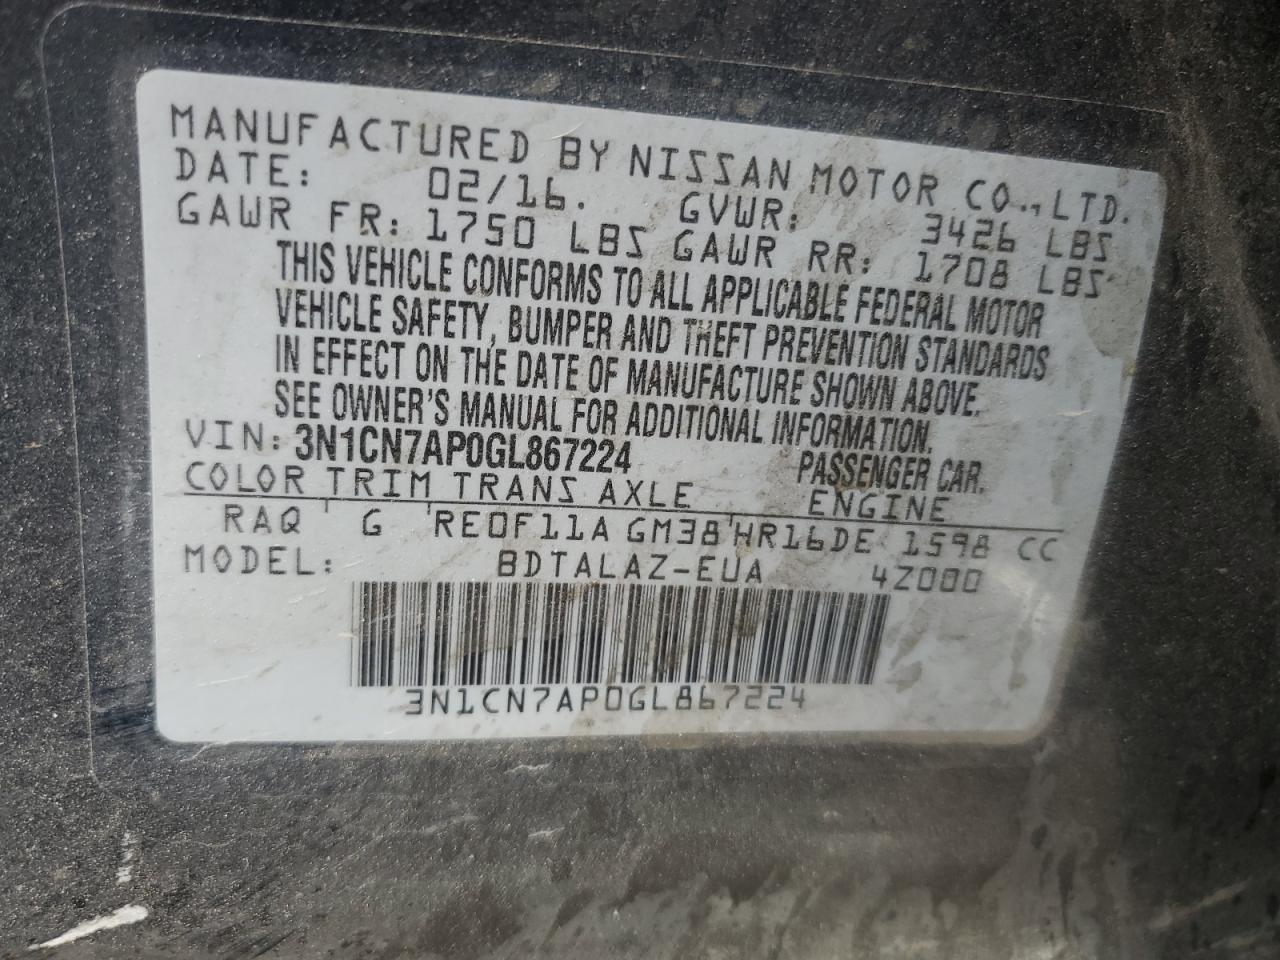 MANUFACTURED BY NISSAN MOTOR CO., LTD.
DATE: 02/16. GVWR: 3426 LBS
GAWR FR: 1750 LBS GAWR RR: 1708 LBS
THIS VEHICLE CONFORMS TO ALL APPLICABLE FEDERAL MOTOR
VEHICLE SAFETY, BUMPER AND THEFT PREVENTION STANDARDS
IN EFFECT ON THE DATE OF MANUFACTURE SHOWN ABOVE.
SEE OWNER'S MANUAL FOR ADDITIONAL INFORMATION.
VIN: 3N1CN7AP0GL867224 PASSENGER CAR.
COLOR TRIM TRANS AXLE ENGINE
RAQ G RE0F11A GM38 HR16DE 1598 CC
MODEL: BDTALAZ-EUA 4Z000
3N1CN7AP0GL867224